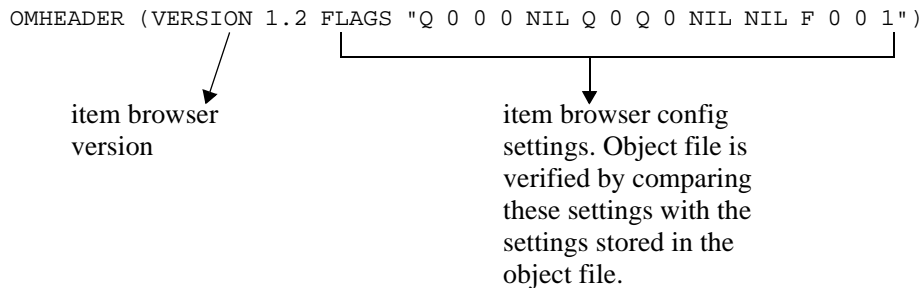 OMHEADER (VERSION 1.2 FLAGS "Q 0 0 0 NIL Q 0 Q 0 NIL NIL F 0 0 1")
item browser
version
item browser config
settings. Object file is
verified by comparing
these settings with the
settings stored in the
object file.